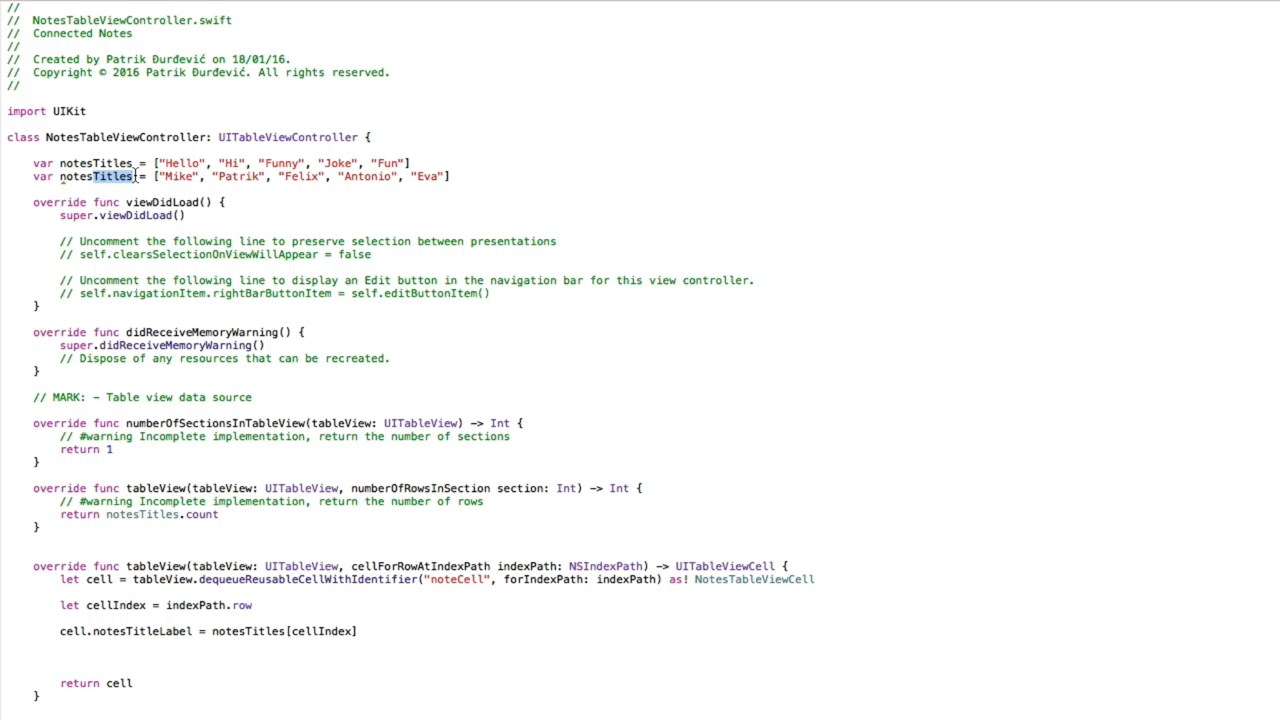 //
//  NotesTableViewController.swift
//  Connected Notes
//
//  Created by Patrik Đurđević on 18/01/16.
//  Copyright © 2016 Patrik Đurđević. All rights reserved.
//
import UIKit
class NotesTableViewController: UITableViewController {
var notesTitles = ["Hello", "Hi", "Funny", "Joke", "Fun"]
var notesTitles = ["Mike", "Patrik", "Felix", "Antonio", "Eva"]
override func viewDidLoad() {
super.viewDidLoad()
// Uncomment the following line to preserve selection between presentations
// self.clearsSelectionOnViewWillAppear = false
// Uncomment the following line to display an Edit button in the navigation bar for this view controller.
// self.navigationItem.rightBarButtonItem = self.editButtonItem()
}
override func didReceiveMemoryWarning() {
super.didReceiveMemoryWarning()
// Dispose of any resources that can be recreated.
}
// MARK: - Table view data source
override func numberOfSectionsInTableView(tableView: UITableView) -> Int {
// #warning Incomplete implementation, return the number of sections
return 1
}
override func tableView(tableView: UITableView, numberOfRowsInSection section: Int) -> Int {
// #warning Incomplete implementation, return the number of rows
return notesTitles.count
}
override func tableView(tableView: UITableView, cellForRowAtIndexPath indexPath: NSIndexPath) -> UITableViewCell {
let cell = tableView.dequeueReusableCellWithIdentifier("noteCell", forIndexPath: indexPath) as! NotesTableViewCell
let cellIndex = indexPath.row
cell.notesTitleLabel = notesTitles[cellIndex]
return cell
}